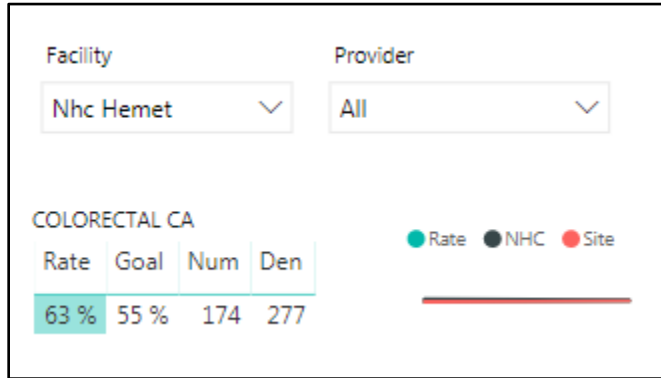 Facility Provider
Nhc Hemet All
COLORECTAL CA
Rate NHC Site
Rate Goal Num Den
63 % 55 % 174 277